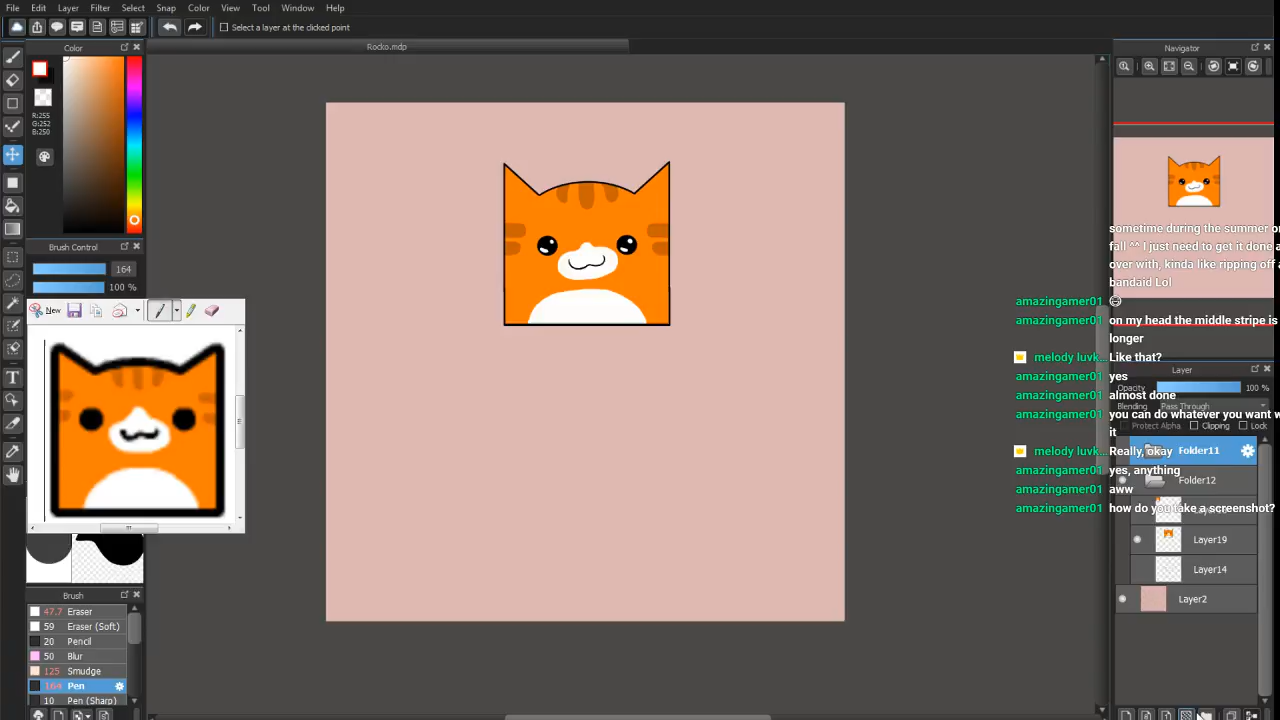 File Edit Layer Filter Select Snap Color View Tool Window Help
Select a layer at the clicked point
Color
Rocko.mdp
Navigator
R:255
G:252
B:250
Brush Control
164
100 %
New
Brush
47.7 Eraser
59 Eraser (Soft)
20 Pencil
50 Blur
125 Smudge
164 Pen
10 Pen (Sharp)
sometime during the summer or
fall ^^ I just need to get it done a
over with, kinda like ripping off a
bandaid Lol
amazingamer01
amazingamer01 on my head the middle stripe is
longer
melody luvk... Like that?
amazingamer01 yes
amazingamer01 almost done
amazingamer01 you can do whatever you want w
it
melody luvk... Really, okay
amazingamer01 yes, anything
amazingamer01 aww
amazingamer01 how do you take a screenshot?
Layer
Opacity 100 %
Blending Pass Through
Protect Alpha Clipping Lock
Folder11
Folder12
Layer19
Layer14
Layer2